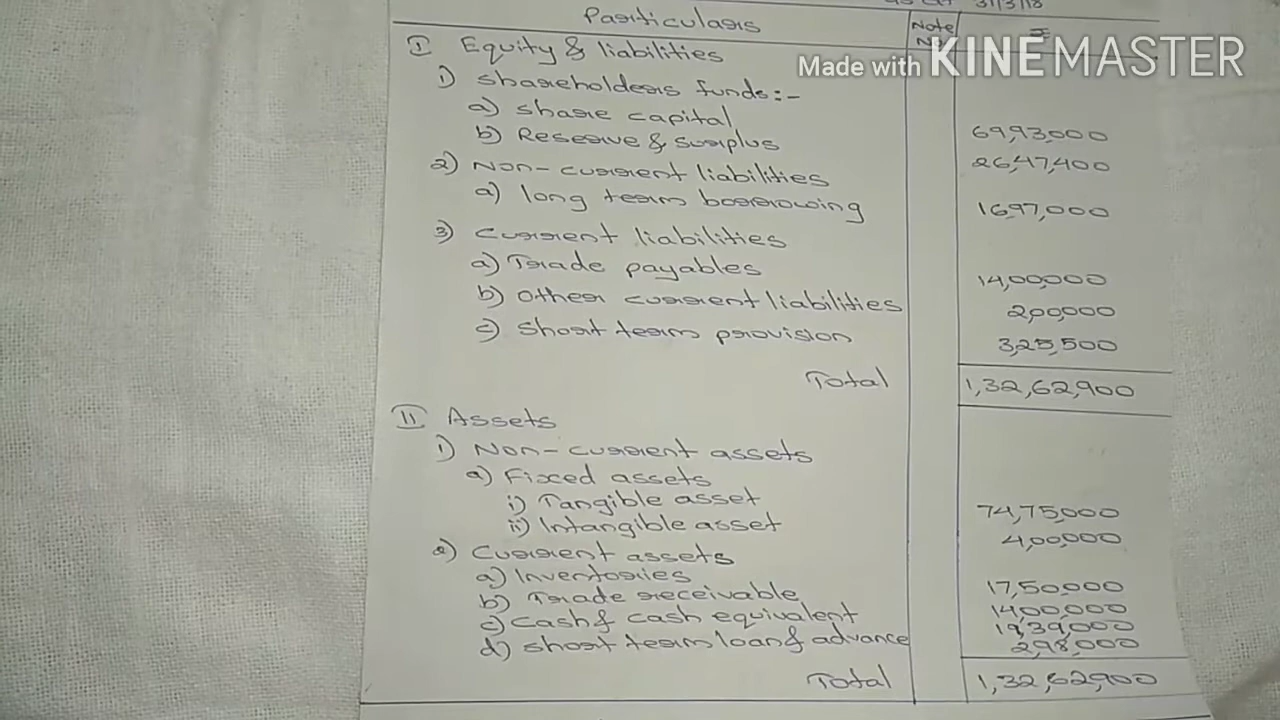 31/3/18
Particulars Note No ₹
Made with KINEMASTER
I Equity & liabilities
1) Shareholders funds:-
a) Share capital 69,93,000
b) Reserve & surplus 26,47,400
2) Non-current liabilities
a) long term borrowing 16,97,000
3) Current liabilities
a) Trade payables 14,00,000
b) Other current liabilities 2,00,000
c) Short term provision 3,25,500
Total 1,32,62,900
II Assets
1) Non-current assets
a) Fixed assets
i) Tangible asset 74,75,000
ii) Intangible asset 4,00,000
2) Current assets
a) Inventories 17,50,000
b) Trade receivable 14,00,000
c) Cash & cash equivalent 19,39,000
d) Short term loan & advance 2,98,000
Total 1,32,62,900